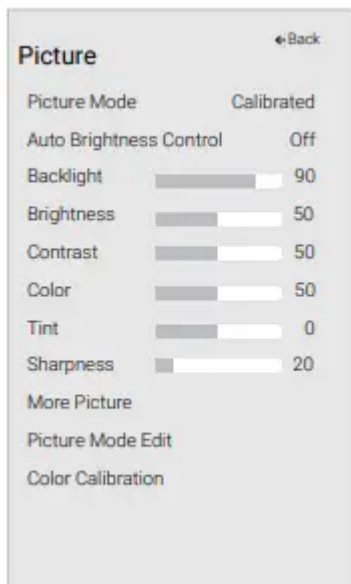 Back
Picture
Picture Mode Calibrated
Auto Brightness Control Off
Backlight 90
Brightness 50
Contrast 50
Color 50
Tint 0
Sharpness 20
More Picture
Picture Mode Edit
Color Calibration